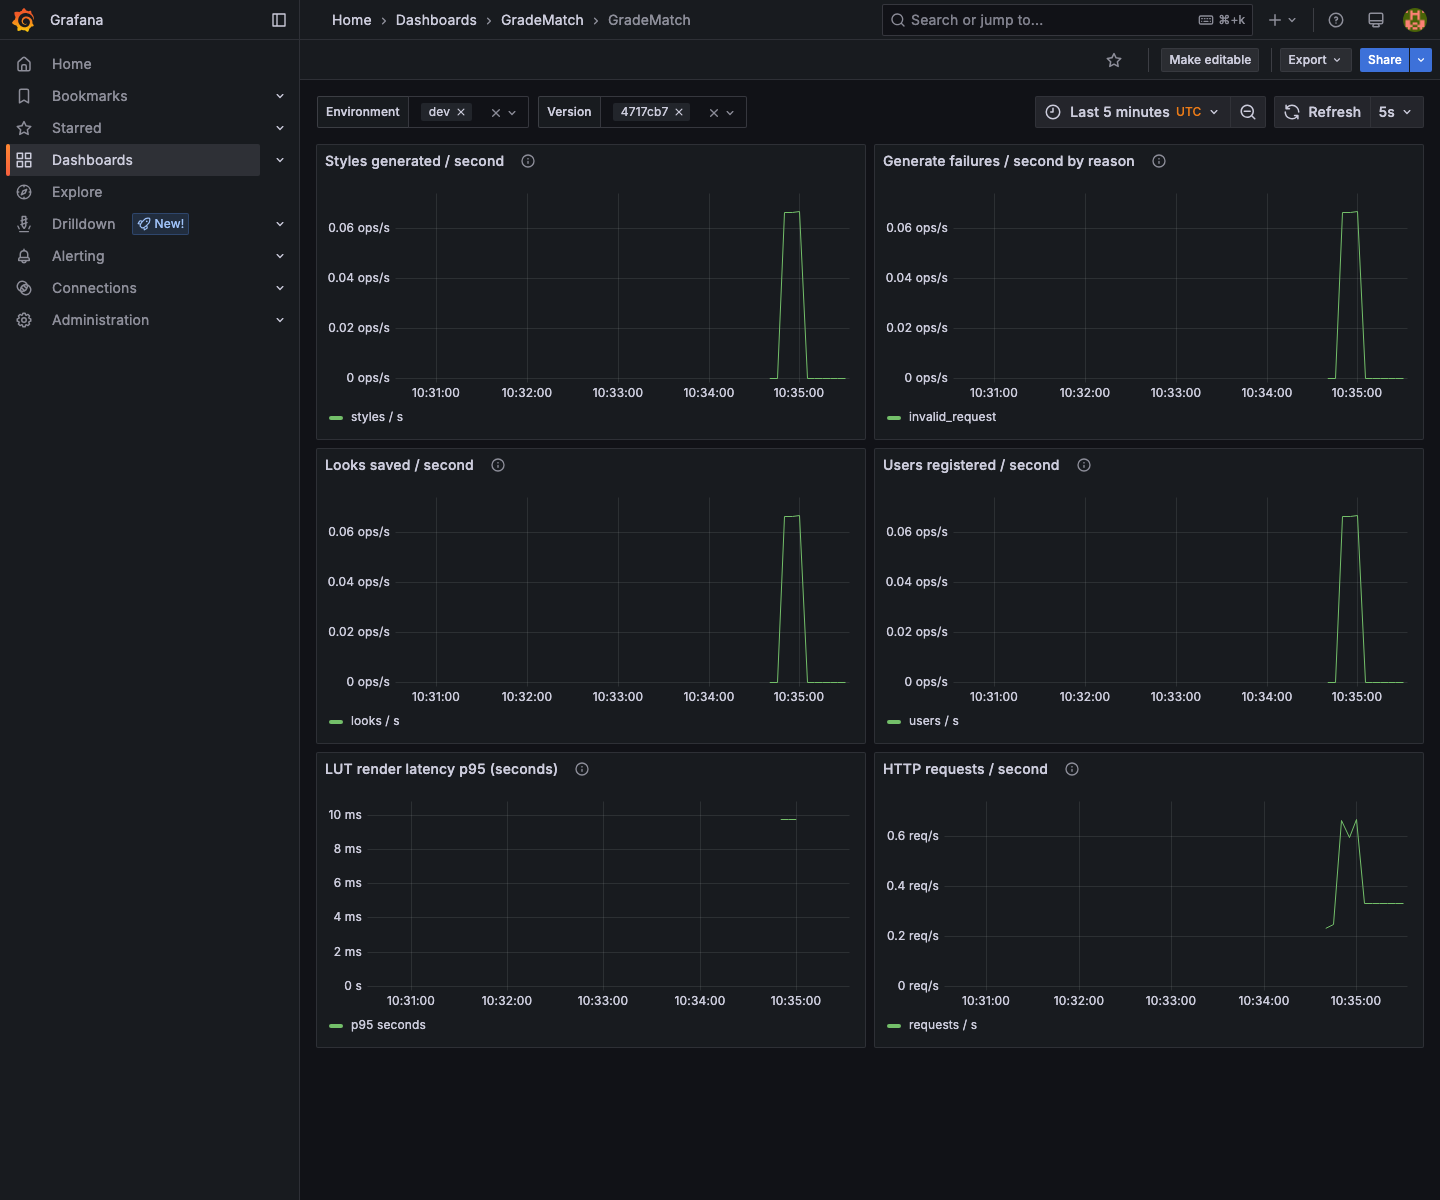 Grafana
Home
Bookmarks
Starred
Dashboards
Explore
Drilldown New!
Alerting
Connections
Administration
Home › Dashboards › GradeMatch › GradeMatch
Search or jump to... ⌘+k
Make editable Export Share
Environment dev Version 4717cb7 Last 5 minutes UTC Refresh 5s
Styles generated / second
0.06 ops/s
0.04 ops/s
0.02 ops/s
0 ops/s
10:31:00 10:32:00 10:33:00 10:34:00 10:35:00
styles / s
Generate failures / second by reason
0.06 ops/s
0.04 ops/s
0.02 ops/s
0 ops/s
10:31:00 10:32:00 10:33:00 10:34:00 10:35:00
invalid_request
Looks saved / second
0.06 ops/s
0.04 ops/s
0.02 ops/s
0 ops/s
10:31:00 10:32:00 10:33:00 10:34:00 10:35:00
looks / s
Users registered / second
0.06 ops/s
0.04 ops/s
0.02 ops/s
0 ops/s
10:31:00 10:32:00 10:33:00 10:34:00 10:35:00
users / s
LUT render latency p95 (seconds)
10 ms
8 ms
6 ms
4 ms
2 ms
0 s
10:31:00 10:32:00 10:33:00 10:34:00 10:35:00
p95 seconds
HTTP requests / second
0.6 req/s
0.4 req/s
0.2 req/s
0 req/s
10:31:00 10:32:00 10:33:00 10:34:00 10:35:00
requests / s